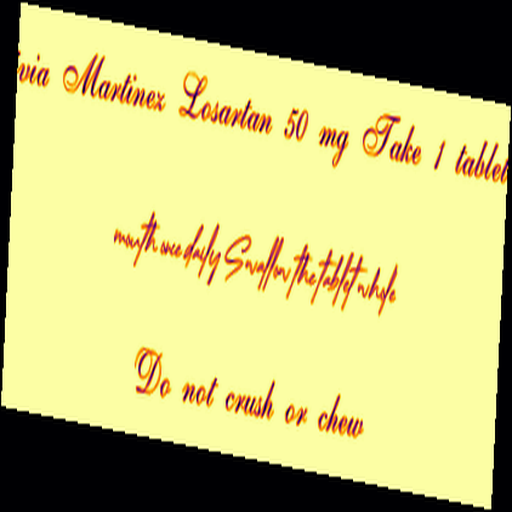 via Martinez Losartan 50 mg Take 1 tablet
mouth once daily Swallow the tablet whole
Do not crush or chew